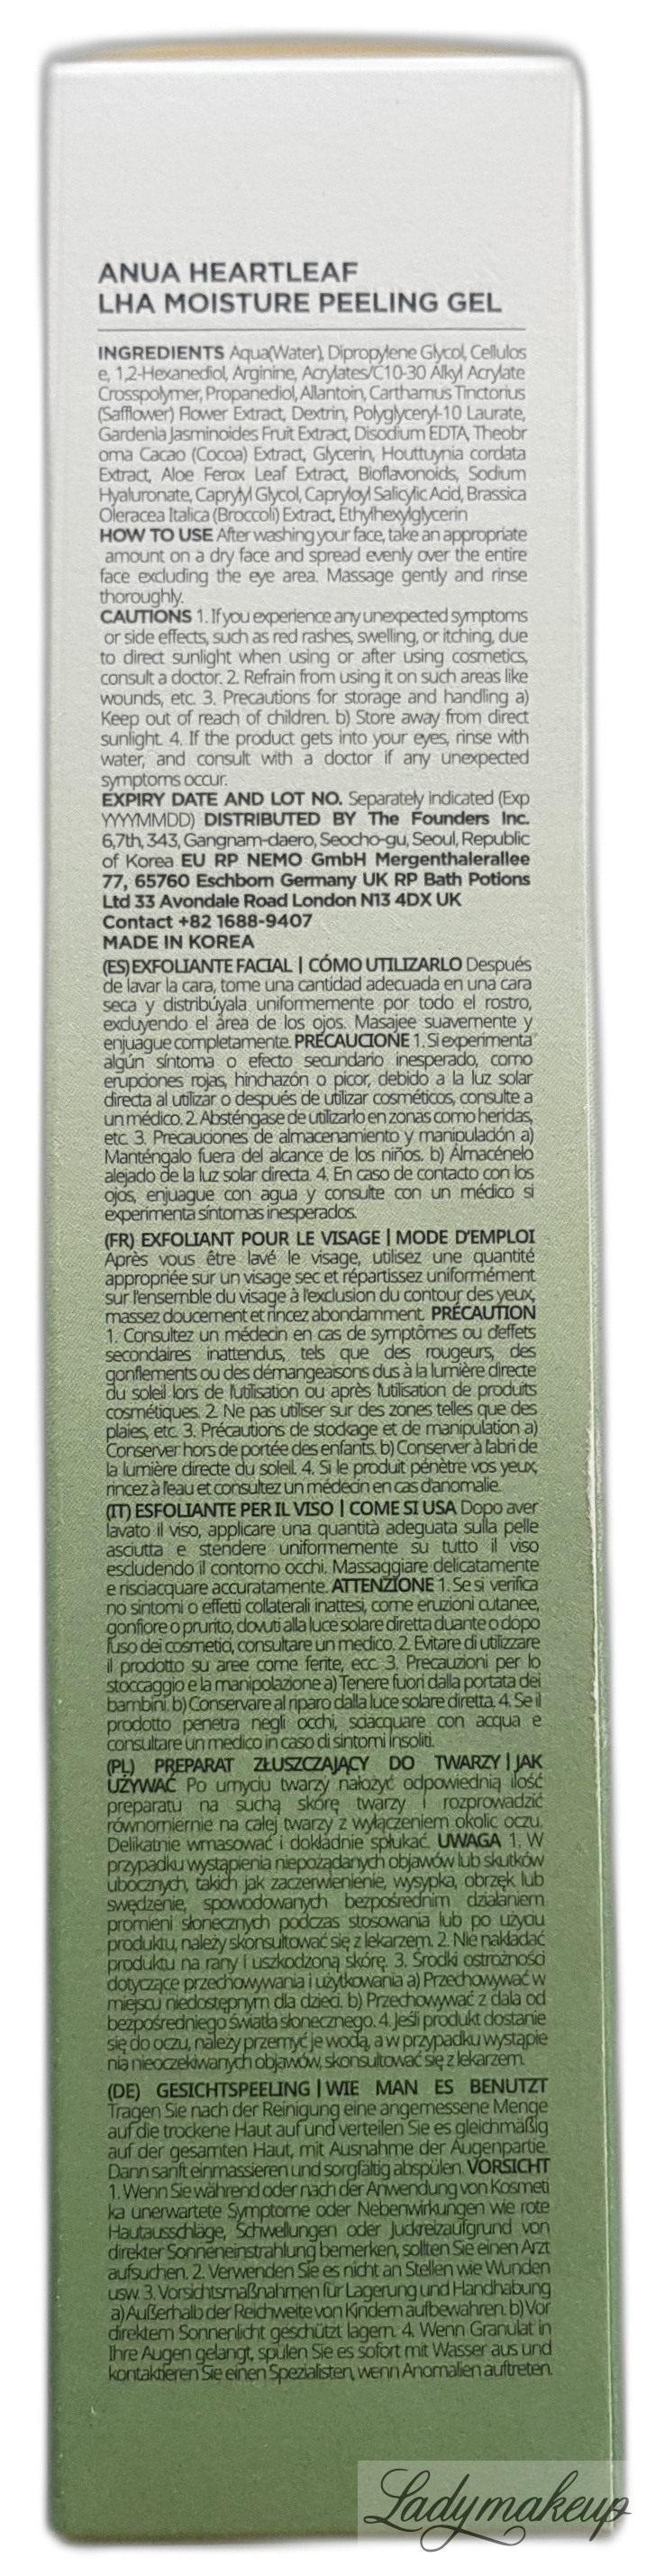 ANUA HEARTLEAF
LHA MOISTURE PEELING GEL
INGREDIENTS Aqua(Water), Dipropylene Glycol, Cellulos
e, 1,2-Hexanediol, Arginine, Acrylates/C10-30 Alkyl Acrylate
Crosspolymer, Propanediol, Allantoin, Carthamus Tinctorius
(Safflower) Flower Extract, Dextrin, Polyglyceryl-10 Laurate,
Gardenia Jasminoides Fruit Extract, Disodium EDTA, Theobr
oma Cacao (Cocoa) Extract, Glycerin, Houttuynia cordata
Extract, Aloe Ferox Leaf Extract, Bioflavonoids, Sodium
Hyaluronate, Caprylyl Glycol, Capryloyl Salicylic Acid, Brassica
Oleracea Italica (Broccoli) Extract, Ethylhexylglycerin
HOW TO USE After washing your face, take an appropriate
amount on a dry face and spread evenly over the entire
face excluding the eye area. Massage gently and rinse
thoroughly.
CAUTIONS 1. If you experience any unexpected symptoms
or side effects, such as red rashes, swelling, or itching, due
to direct sunlight when using or after using cosmetics,
consult a doctor. 2. Refrain from using it on such areas like
wounds, etc. 3. Precautions for storage and handling a)
Keep out of reach of children. b) Store away from direct
sunlight. 4. If the product gets into your eyes, rinse with
water, and consult with a doctor if any unexpected
symptoms occur.
EXPIRY DATE AND LOT NO. Separately indicated (Exp
YYYYMMDD) DISTRIBUTED BY The Founders Inc.
6,7th, 343, Gangnam-daero, Seocho-gu, Seoul, Republic
of Korea EU RP NEMO GmbH Mergenthalerallee
77, 65760 Eschborn Germany UK RP Bath Potions
Ltd 33 Avondale Road London N13 4DX UK
Contact +82 1688-9407
MADE IN KOREA
(ES) EXFOLIANTE FACIAL | CÓMO UTILIZARLO Después
de lavar la cara, tome una cantidad adecuada en una cara
seca y distribúyala uniformemente por todo el rostro,
excluyendo el área de los ojos. Masajee suavemente y
enjuague completamente. PRECAUCIONE 1. Si experimenta
algún síntoma o efecto secundario inesperado, como
erupciones rojas, hinchazón o picor, debido a la luz solar
directa al utilizar o después de utilizar cosméticos, consulte a
un médico. 2. Absténgase de utilizarlo en zonas como heridas,
etc. 3. Precauciones de almacenamiento y manipulación a)
Manténgalo fuera del alcance de los niños. b) Almacénelo
alejado de la luz solar directa. 4. En caso de contacto con los
ojos, enjuague con agua y consulte con un médico si
experimenta síntomas inesperados.
(FR) EXFOLIANT POUR LE VISAGE | MODE D'EMPLOI
Après vous être lavé le visage, utilisez une quantité
appropriée sur un visage sec et répartissez uniformément
sur l'ensemble du visage à l'exclusion du contour des yeux,
massez doucement et rincez abondamment. PRÉCAUTION
1. Consultez un médecin en cas de symptômes ou d'effets
secondaires inattendus, tels que des rougeurs, des
gonflements ou des démangeaisons dus à la lumière directe
du soleil lors de l'utilisation ou après l'utilisation de produits
cosmétiques. 2. Ne pas utiliser sur des zones telles que des
plaies, etc. 3. Précautions de stockage et de manipulation a)
Conserver hors de portée des enfants. b) Conserver à l'abri de
la lumière directe du soleil. 4. Si le produit pénètre vos yeux,
rincez à l'eau et consultez un médecin en cas d'anomalie.
(IT) ESFOLIANTE PER IL VISO | COME SI USA Dopo aver
lavato il viso, applicare una quantità adeguata sulla pelle
asciutta e stendere uniformemente su tutto il viso
escludendo il contorno occhi. Massaggiare delicatamente
e risciacquare accuratamente. ATTENZIONE 1. Se si verifica
no sintomi o effetti collaterali inattesi, come eruzioni cutanee,
gonfiore o prurito, dovuti alla luce solare diretta duante o dopo
l'uso dei cosmetici, consultare un medico. 2. Evitare di utilizzare
il prodotto su aree come ferite, ecc. 3. Precauzioni per lo
stoccaggio e la manipolazione a) Tenere fuori dalla portata dei
bambini. b) Conservare al riparo dalla luce solare diretta. 4. Se il
prodotto penetra negli occhi, sciacquare con acqua e
consultare un medico in caso di sintomi insoliti.
(PL) PREPARAT ZŁUSZCZAJĄCY DO TWARZY | JAK
UŻYWAĆ Po umyciu twarzy nałożyć odpowiednią ilość
preparatu na suchą skórę twarzy i rozprowadzić
równomiernie na całej twarzy z wyłączeniem okolic oczu.
Delikatnie wmasować i dokładnie spłukać. UWAGA 1. W
przypadku wystąpienia niepożądanych objawów lub skutków
ubocznych, takich jak zaczerwienienie, wysypka, obrzęk lub
swędzenie, spowodowanych bezpośrednim działaniem
promieni słonecznych podczas stosowania lub po użyciu
produktu, należy skonsultować się z lekarzem. 2. Nie nakładać
produktu na rany i uszkodzoną skórę. 3. Środki ostrożności
dotyczące przechowywania i użytkowania a) Przechowywać w
miejscu niedostępnym dla dzieci. b) Przechowywać z dala od
bezpośredniego światła słonecznego. 4. Jeśli produkt dostanie
się do oczu, należy przemyć je wodą, a w przypadku wystąpie
nia nieoczekiwanych objawów, skonsultować się z lekarzem.
(DE) GESICHTSPEELING | WIE MAN ES BENUTZT
Tragen Sie nach der Reinigung eine angemessene Menge
auf die trockene Haut auf und verteilen Sie es gleichmäßig
auf der gesamten Haut, mit Ausnahme der Augenpartie.
Dann sanft einmassieren und sorgfältig abspülen. VORSICHT
1. Wenn Sie während oder nach der Anwendung von Kosmeti
ka unerwartete Symptome oder Nebenwirkungen wie rote
Hautausschläge, Schwellungen oder Juckreizaufgrund von
direkter Sonneneinstrahlung bemerken, sollten Sie einen Arzt
aufsuchen. 2. Verwenden Sie es nicht an Stellen wie Wunden
usw. 3. Vorsichtsmaßnahmen für Lagerung und Handhabung
a) Außerhalb der Reichweite von Kindern aufbewahren. b) Vor
direktem Sonnenlicht geschützt lagern. 4. Wenn Granulat in
Ihre Augen gelangt, spülen Sie es sofort mit Wasser aus und
kontaktieren Sie einen Spezialisten, wenn Anomalien auftreten.
Ladymakeup